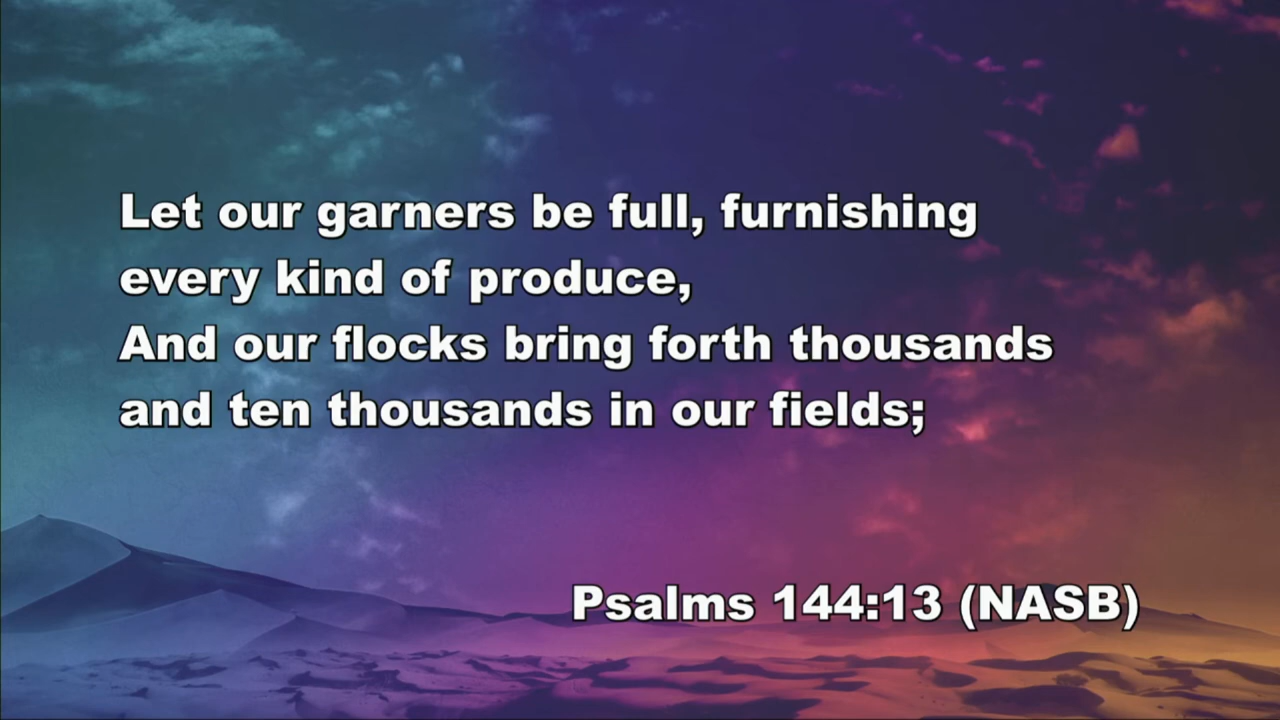 Let our garners be full, furnishing
every kind of produce,
And our flocks bring forth thousands
and ten thousands in our fields;
Psalms 144:13 (NASB)